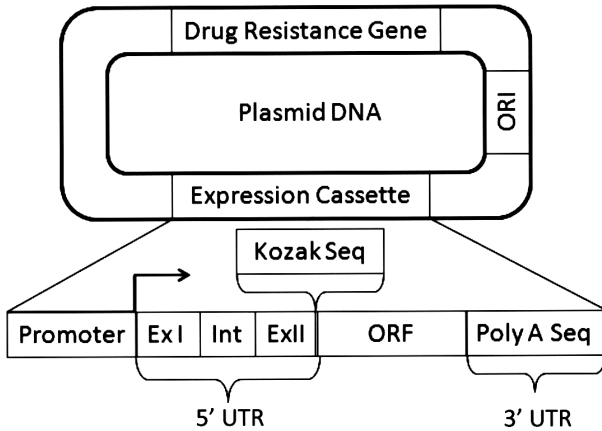 Drug Resistance Gene
Plasmid DNA
ORI
Expression Cassette
Kozak Seq
Promoter
Ex I
Int
ExII
ORF
Poly A Seq
5’ UTR
3’ UTR